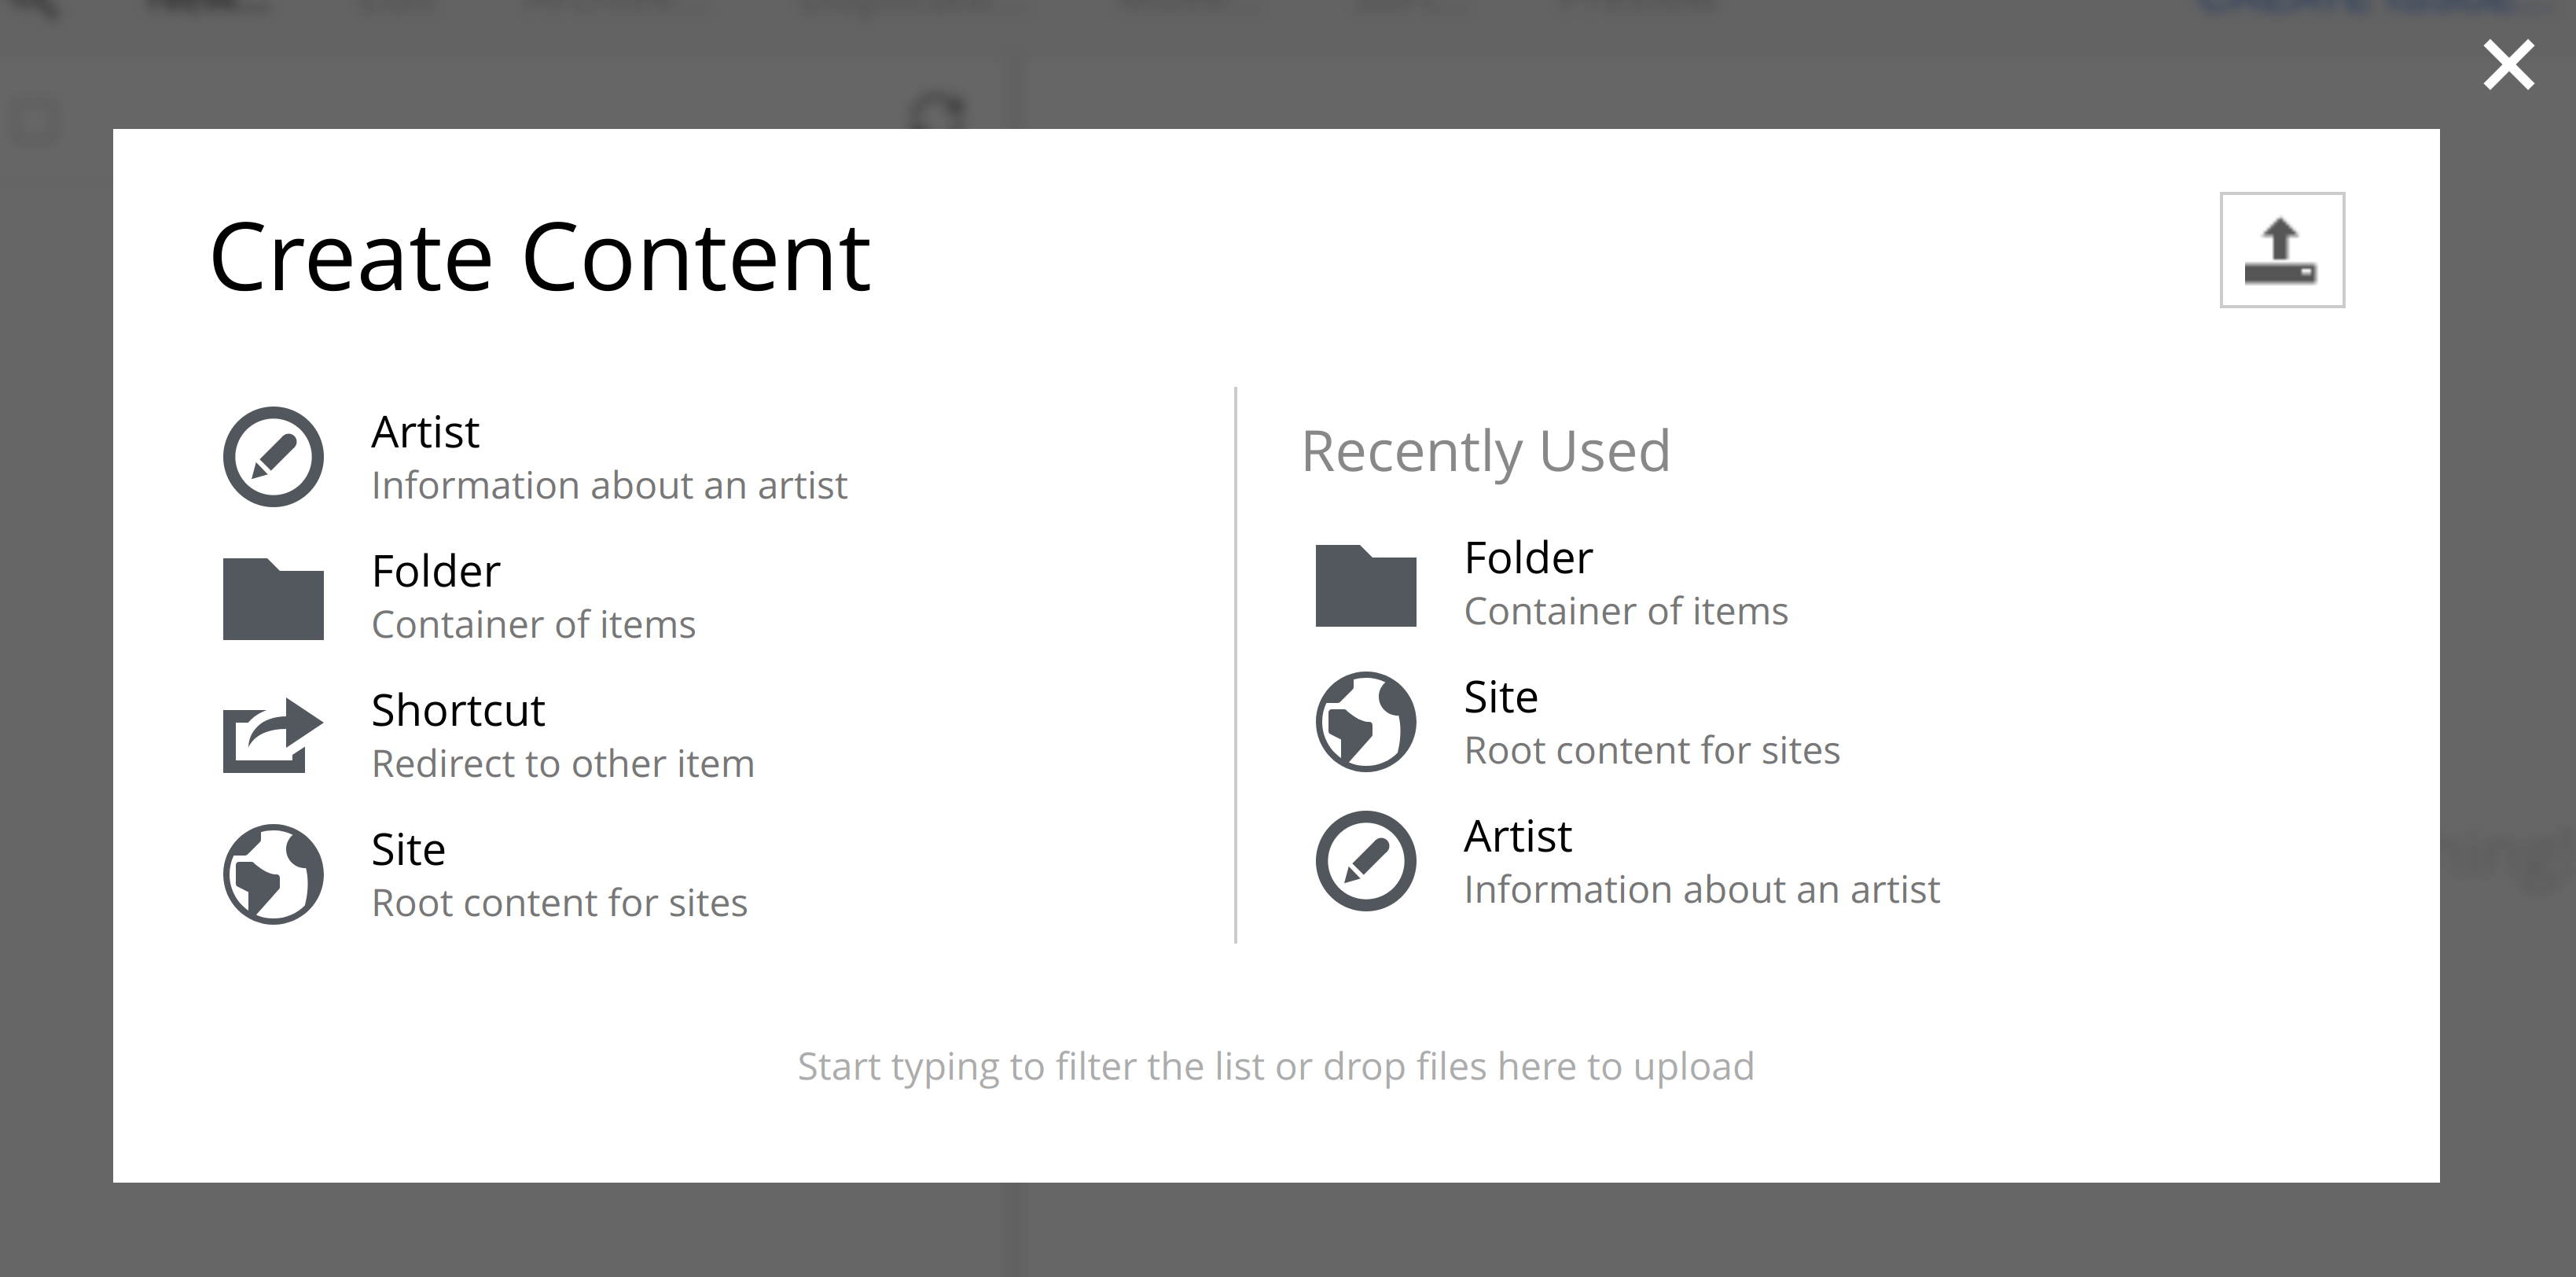 Create Content
Artist
Information about an artist
Folder
Container of items
Shortcut
Redirect to other item
Site
Root content for sites
Recently Used
Folder
Container of items
Site
Root content for sites
Artist
Information about an artist
Start typing to filter the list or drop files here to upload